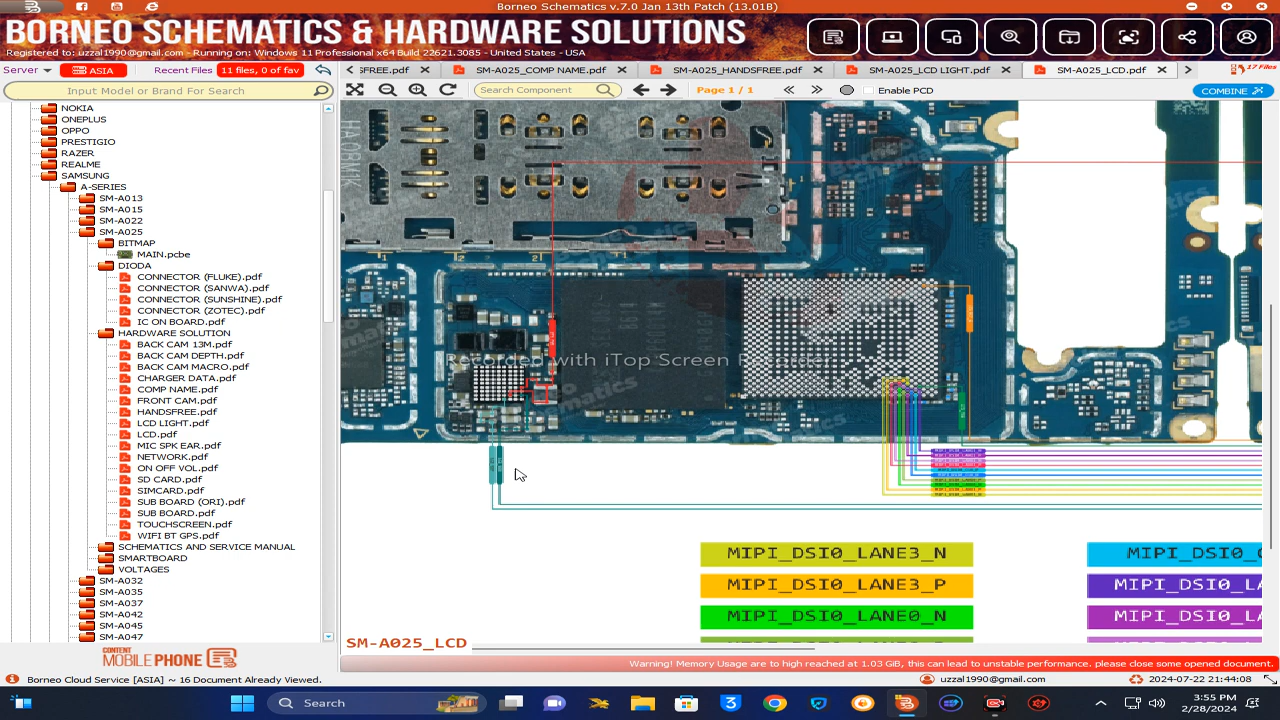 Borneo Schematics v.7.0 Jan 13th Patch (13.01B)
BORNEO SCHEMATICS & HARDWARE SOLUTIONS
Registered to: uzzal1990@gmail.com - Running on: Windows 11 Professional x64 Build 22621.3085 - United States - USA
Server
ASIA
Recent Files
11 files, 0 of fav
SFREE.pdf
SM-A025_COMP NAME.pdf
SM-A025_HANDSFREE.pdf
SM-A025_LCD LIGHT.pdf
SM-A025_LCD.pdf
17 Files
Input Model or Brand For Search
Search Component
Page 1 / 1
Enable PCD
COMBINE
NOKIA
ONEPLUS
OPPO
PRESTIGIO
RAZER
REALME
SAMSUNG
A-SERIES
SM-A013
SM-A015
SM-A022
SM-A025
BITMAP
MAIN.pcbe
DIODA
CONNECTOR (FLUKE).pdf
CONNECTOR (SANWA).pdf
CONNECTOR (SUNSHINE).pdf
CONNECTOR (ZOTEC).pdf
IC ON BOARD.pdf
HARDWARE SOLUTION
BACK CAM 13M.pdf
BACK CAM DEPTH.pdf
BACK CAM MACRO.pdf
CHARGER DATA.pdf
COMP NAME.pdf
FRONT CAM.pdf
HANDSFREE.pdf
LCD LIGHT.pdf
LCD.pdf
MIC SPK EAR.pdf
NETWORK.pdf
ON OFF VOL.pdf
SD CARD.pdf
SIMCARD.pdf
SUB BOARD (ORI).pdf
SUB BOARD.pdf
TOUCHSCREEN.pdf
WIFI BT GPS.pdf
SCHEMATICS AND SERVICE MANUAL
SMARTBOARD
VOLTAGES
SM-A032
SM-A035
SM-A037
SM-A042
SM-A045
SM-A047
Recorded with iTop Screen Recorder
MIPI_DSI0_LANE3_N
MIPI_DSI0_LANE3_P
MIPI_DSI0_LANE0_N
MIPI_DSI0_C
MIPI_DSI0_LA
MIPI_DSI0_LA
SM-A025_LCD
CONTENT
MOBILE PHONE
Warning! Memory Usage are to high reached at 1.03 GiB, this can lead to unstable performance. please close some opened document.
Borneo Cloud Service [ASIA] ~ 16 Document Already Viewed.
uzzal1990@gmail.com
2024-07-22 21:44:08
Search
3:55 PM
2/28/2024